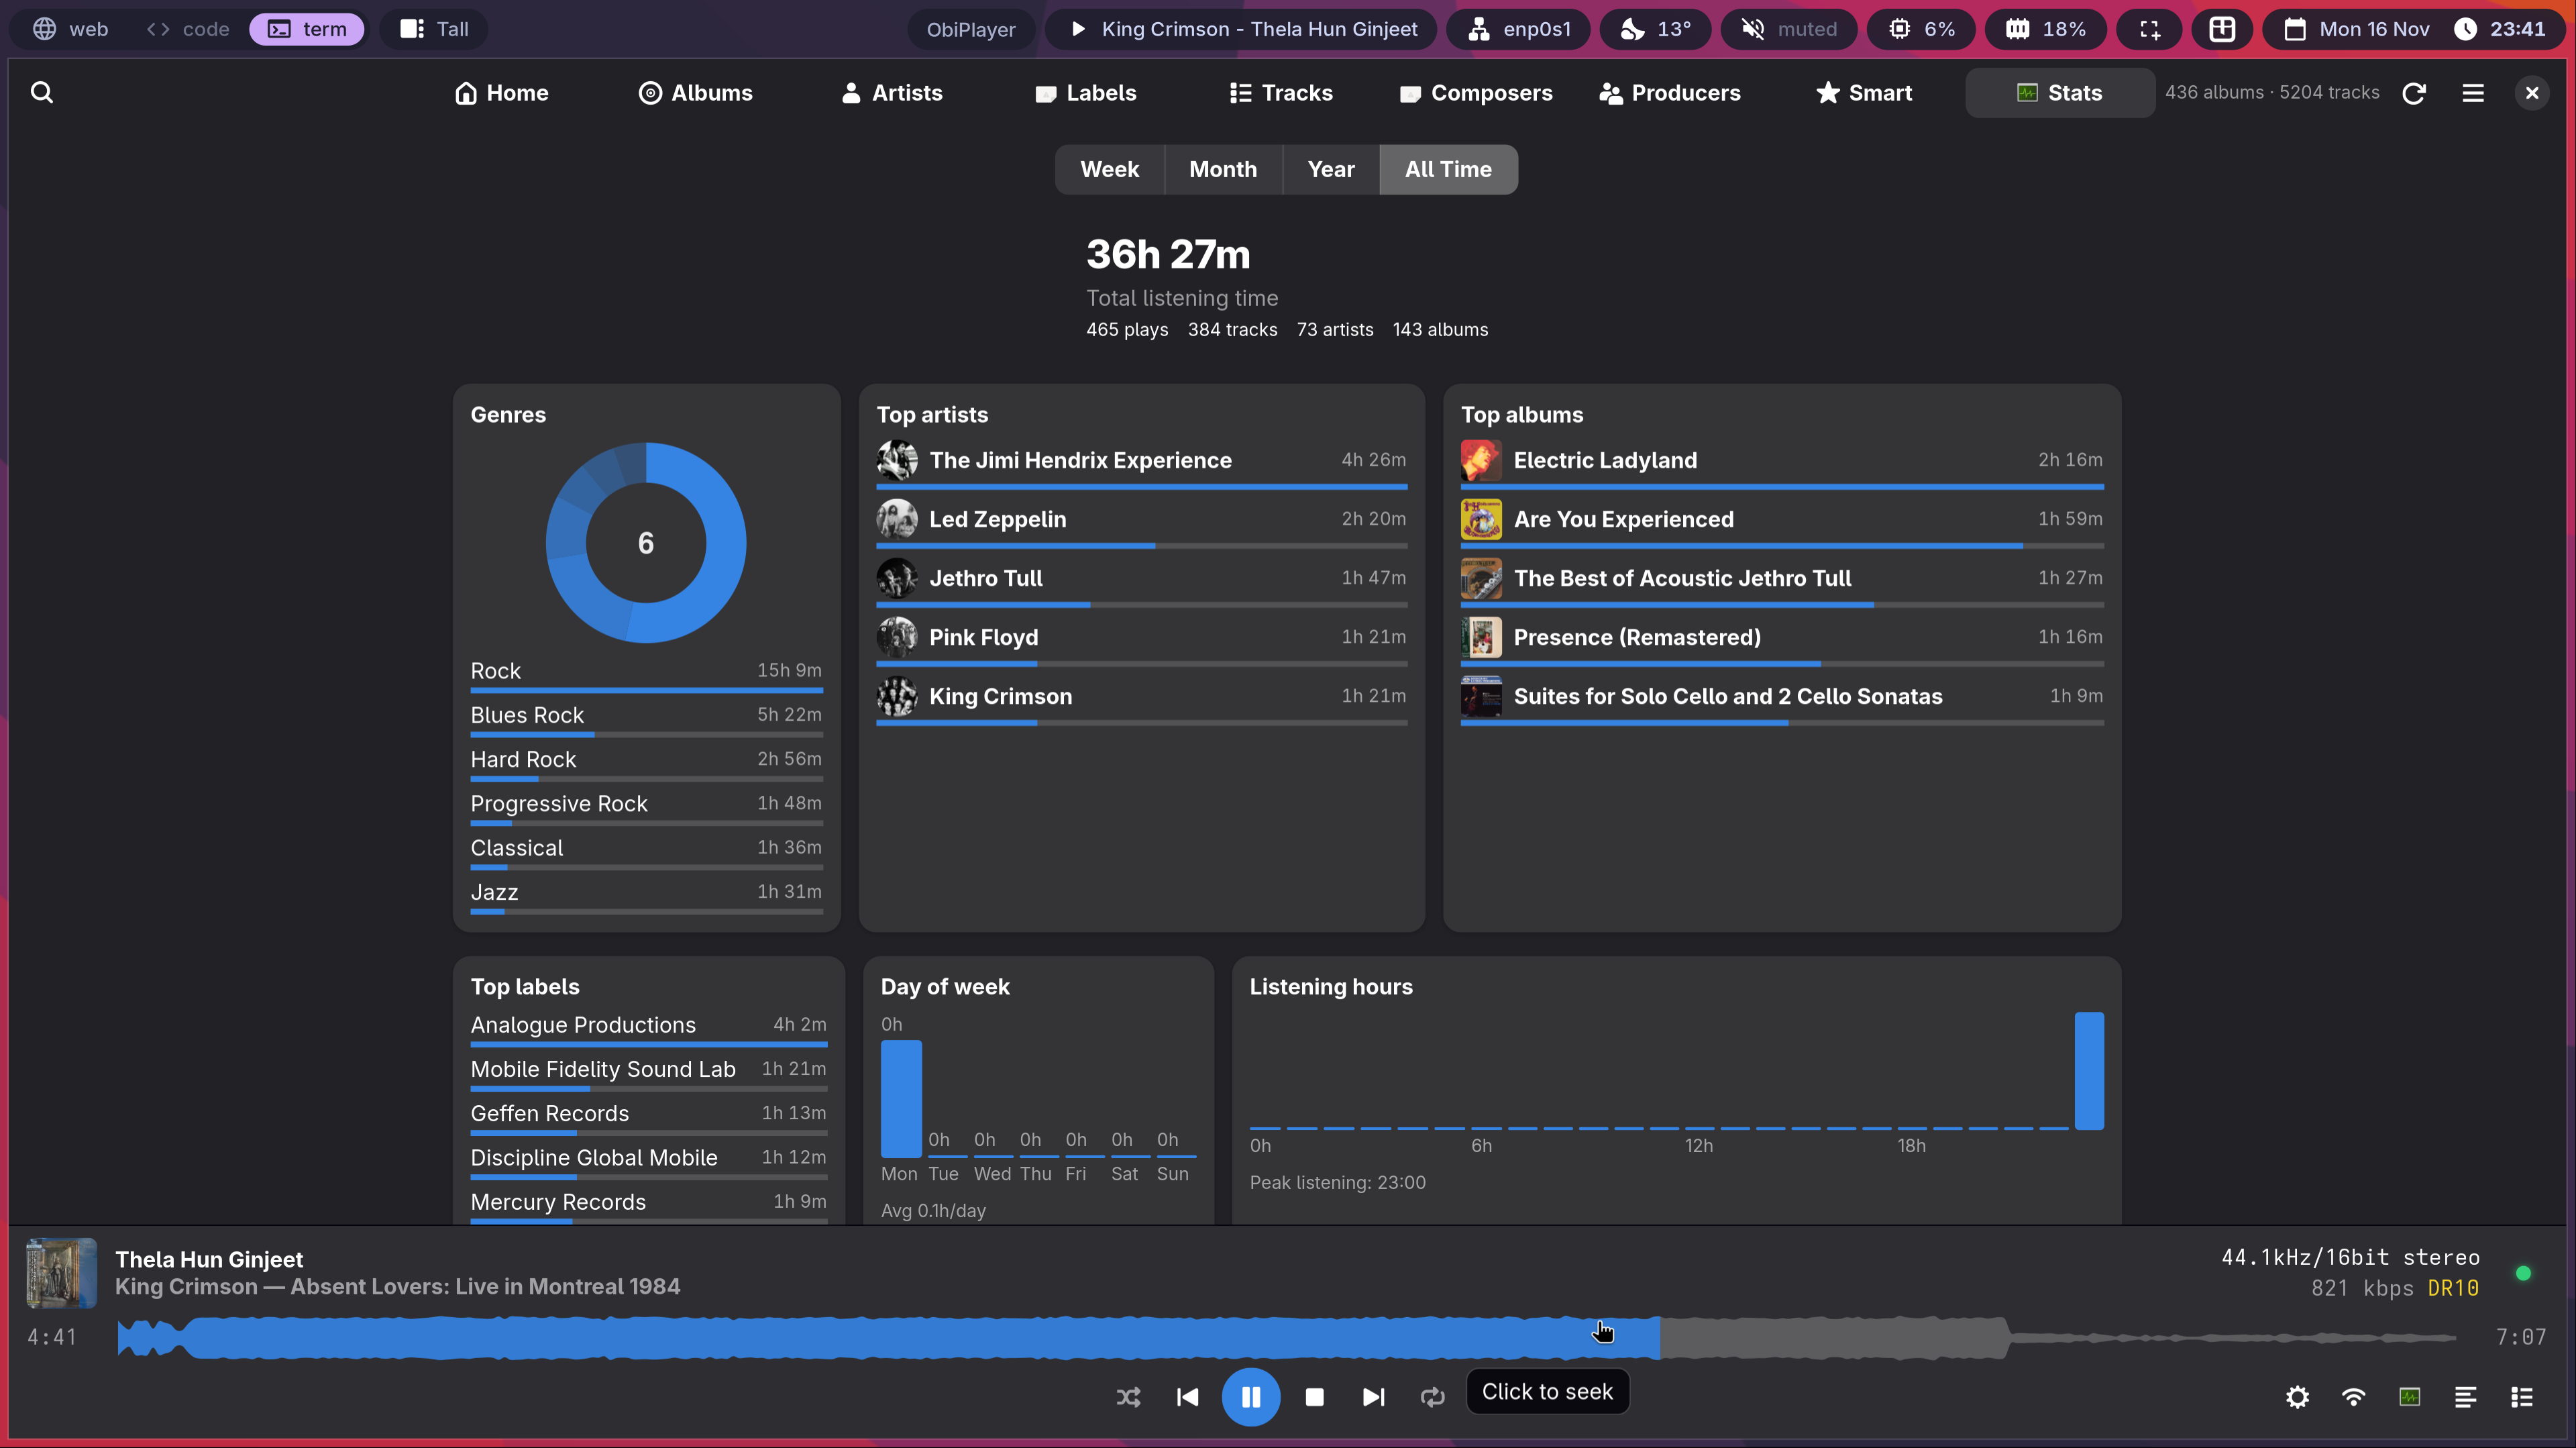 web code term Tall ObiPlayer King Crimson - Thela Hun Ginjeet enp0s1 13° muted 6% 18% Mon 16 Nov 23:41
Home Albums Artists Labels Tracks Composers Producers Smart Stats 436 albums · 5204 tracks
Week Month Year All Time
36h 27m
Total listening time
465 plays 384 tracks 73 artists 143 albums
Genres
6
Rock 15h 9m
Blues Rock 5h 22m
Hard Rock 2h 56m
Progressive Rock 1h 48m
Classical 1h 36m
Jazz 1h 31m
Top artists
The Jimi Hendrix Experience 4h 26m
Led Zeppelin 2h 20m
Jethro Tull 1h 47m
Pink Floyd 1h 21m
King Crimson 1h 21m
Top albums
Electric Ladyland 2h 16m
Are You Experienced 1h 59m
The Best of Acoustic Jethro Tull 1h 27m
Presence (Remastered) 1h 16m
Suites for Solo Cello and 2 Cello Sonatas 1h 9m
Top labels
Analogue Productions 4h 2m
Mobile Fidelity Sound Lab 1h 21m
Geffen Records 1h 13m
Discipline Global Mobile 1h 12m
Mercury Records 1h 9m
Day of week
0h
0h 0h 0h 0h 0h 0h
Mon Tue Wed Thu Fri Sat Sun
Avg 0.1h/day
Listening hours
0h 6h 12h 18h
Peak listening: 23:00
Thela Hun Ginjeet
King Crimson — Absent Lovers: Live in Montreal 1984
44.1kHz/16bit stereo
821 kbps DR10
4:41 7:07
Click to seek